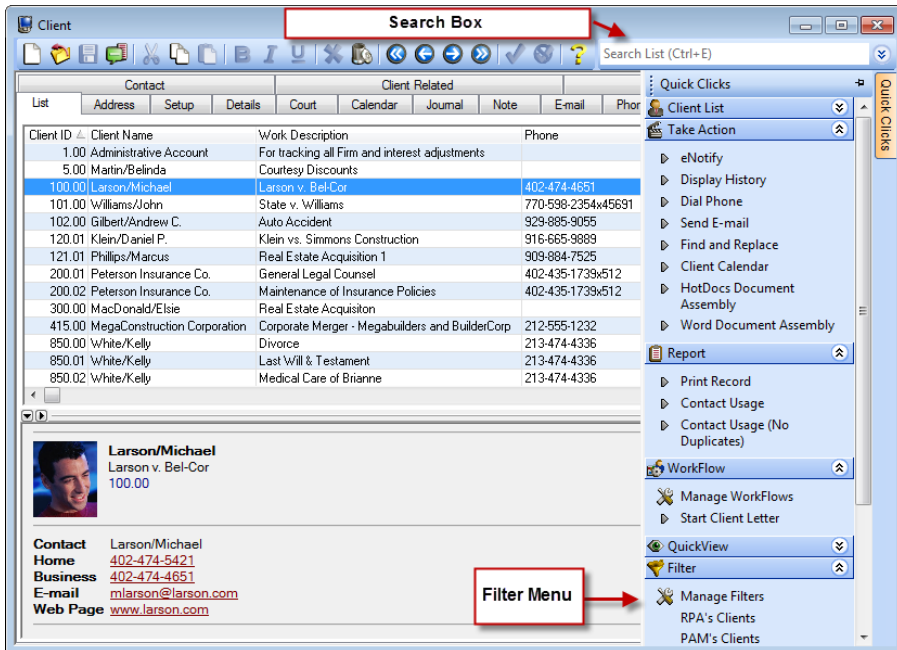 Client
Search Box
Search List (Ctrl+E)
Contact
Client Related
List
Address
Setup
Details
Court
Calendar
Journal
Note
E-mail
Phor
Client ID Client Name Work Description Phone
1.00 Administrative Account For tracking all Firm and interest adjustments
5.00 Martin/Belinda Courtesy Discounts
100.00 Larson/Michael Larson v. Bel-Cor 402-474-4651
101.00 Williams/John State v. Williams 770-598-2354x45691
102.00 Gilbert/Andrew C. Auto Accident 929-885-9055
120.01 Klein/Daniel P. Klein vs. Simmons Construction 916-665-9889
121.01 Phillips/Marcus Real Estate Acquisition 1 909-884-7525
200.01 Peterson Insurance Co. General Legal Counsel 402-435-1739x512
200.02 Peterson Insurance Co. Maintenance of Insurance Policies 402-435-1739x512
300.00 MacDonald/Elsie Real Estate Acquisiton
415.00 MegaConstruction Corporation Corporate Merger - Megabuilders and BuilderCorp 212-555-1232
850.00 White/Kelly Divorce 213-474-4336
850.01 White/Kelly Last Will & Testament 213-474-4336
850.02 White/Kelly Medical Care of Brianne 213-474-4336
Larson/Michael
Larson v. Bel-Cor
100.00
Contact Larson/Michael
Home 402-474-5421
Business 402-474-4651
E-mail mlarson@larson.com
Web Page www.larson.com
Filter Menu
Quick Clicks
Client List
Take Action
eNotify
Display History
Dial Phone
Send E-mail
Find and Replace
Client Calendar
HotDocs Document
Assembly
Word Document Assembly
Report
Print Record
Contact Usage
Contact Usage (No
Duplicates)
WorkFlow
Manage WorkFlows
Start Client Letter
QuickView
Filter
Manage Filters
RPA's Clients
PAM's Clients
Quick Clicks